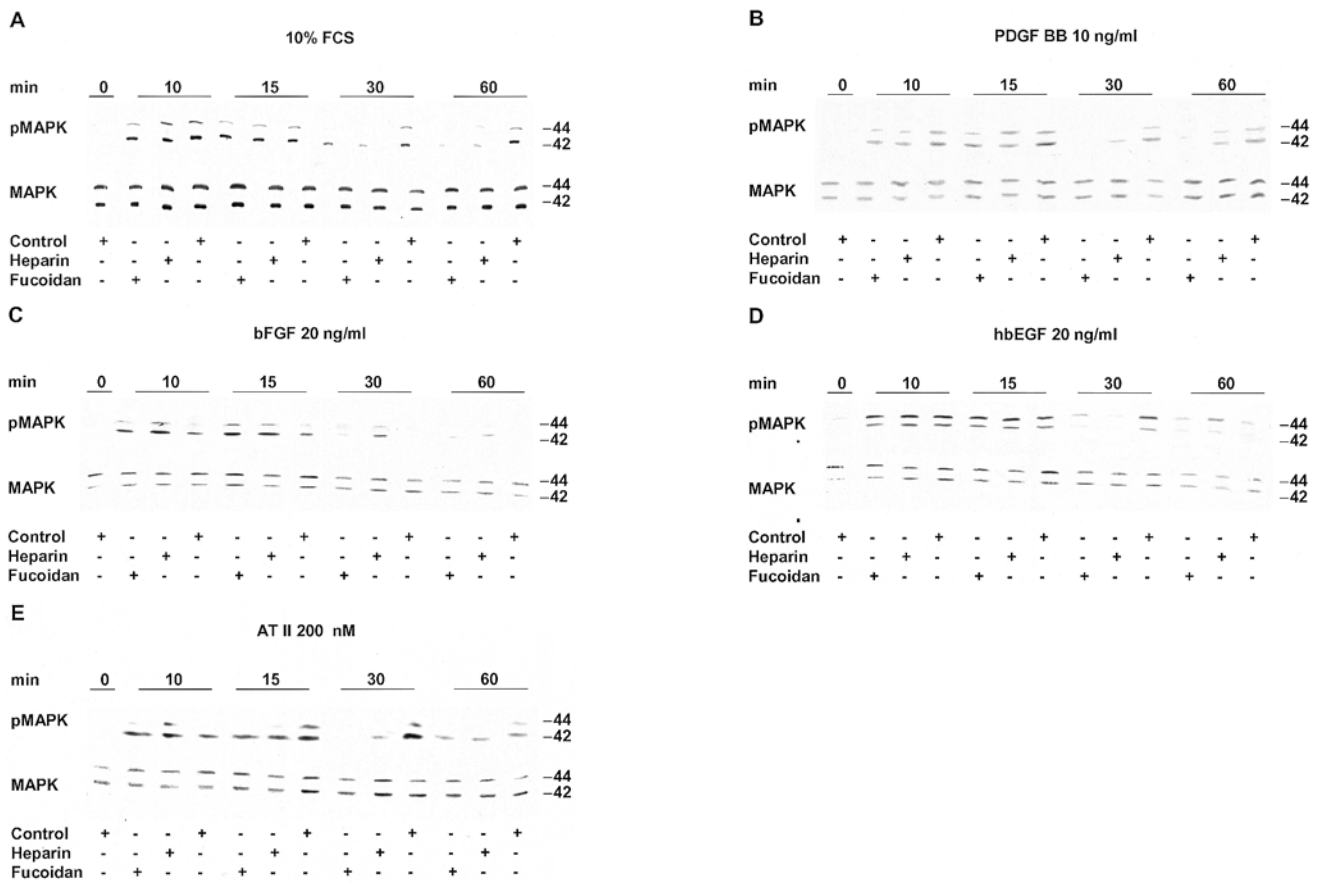 A
10% FCS
min 0 10 15 30 60
pMAPK
–44
–42
MAPK
–44
–42
Control + - - + - - + - - + - - +
Heparin - - + - - + - - + - - + -
Fucoidan - + - - + - - + - - + - -
B
PDGF BB 10 ng/ml
min 0 10 15 30 60
pMAPK
–44
–42
MAPK
–44
–42
Control + - - + - - + - - + - - +
Heparin - - + - - + - - + - - + -
Fucoidan - + - - + - - + - - + - -
C
bFGF 20 ng/ml
min 0 10 15 30 60
pMAPK
–44
–42
MAPK
–44
–42
Control + - - + - - + - - + - - +
Heparin - - + - - + - - + - - + -
Fucoidan - + - - + - - + - - + - -
D
hbEGF 20 ng/ml
min 0 10 15 30 60
pMAPK
–44
–42
MAPK
–44
–42
Control + - - + - - + - - + - - +
Heparin - - + - - + - - + - - + -
Fucoidan - + - - + - - + - - + - -
E
AT II 200 nM
min 0 10 15 30 60
pMAPK
–44
–42
MAPK
–44
–42
Control + - - + - - + - - + - - +
Heparin - - + - - + - - + - - + -
Fucoidan - + - - + - - + - - + - -